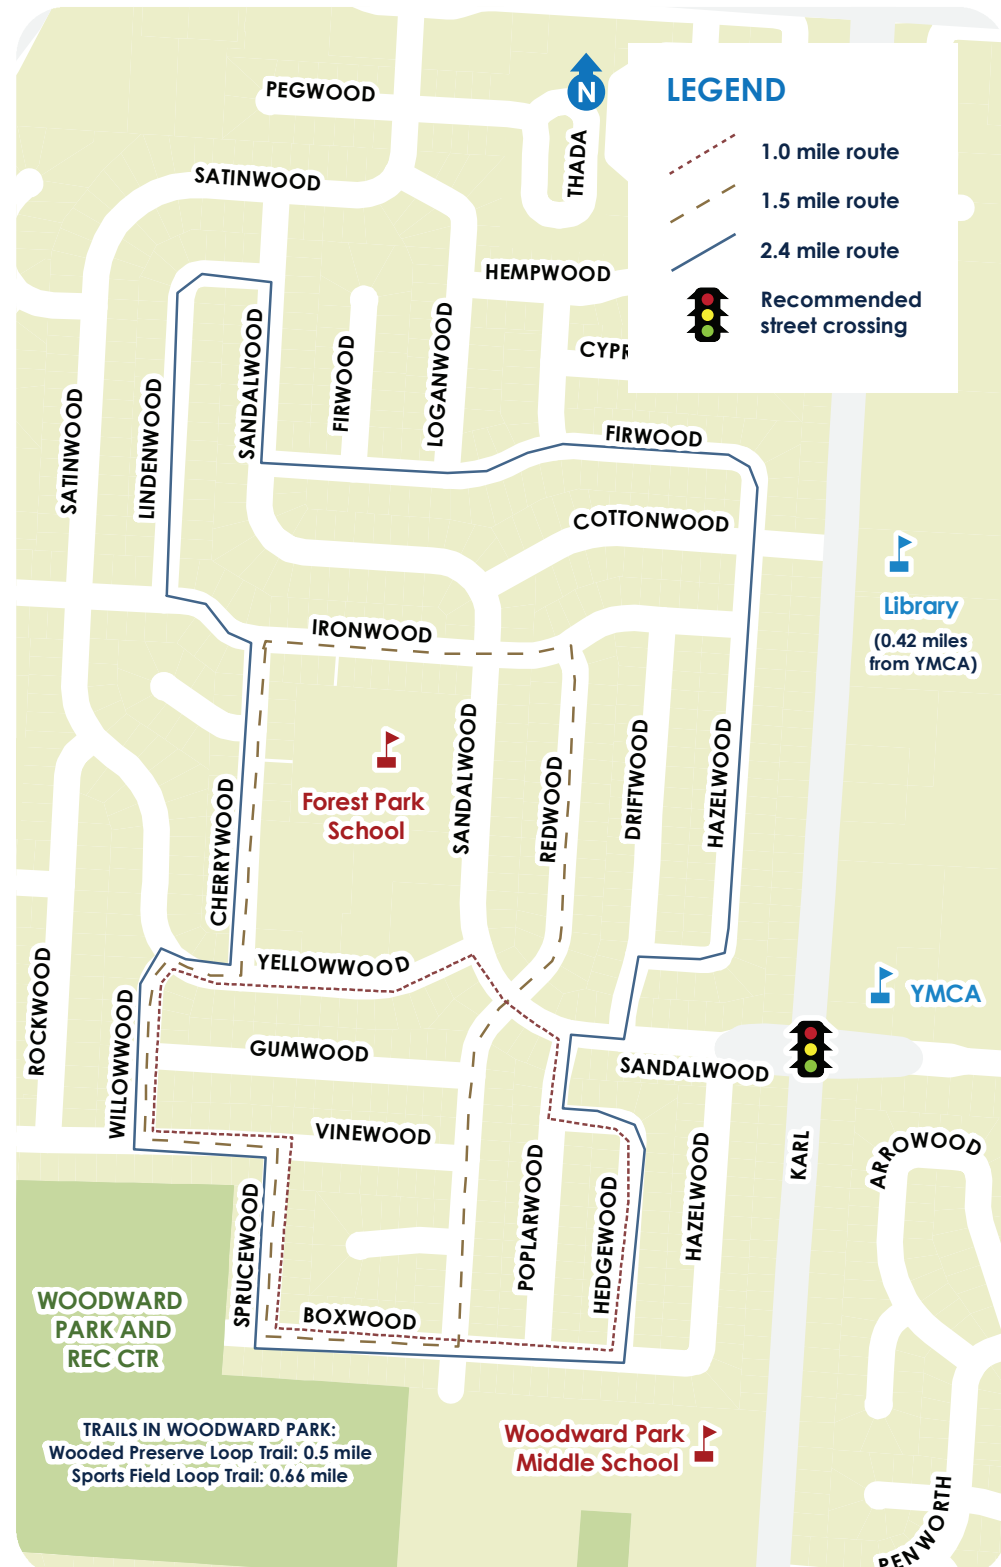 PEGWOOD
N
THADA
LEGEND
1.0 mile route
1.5 mile route
2.4 mile route
Recommended
street crossing
SATINWOOD
HEMPWOOD
CYPR
SANDALWOOD
FIRWOOD
LOGANWOOD
FIRWOOD
SATINWOOD
LINDENWOOD
COTTONWOOD
Library
(0.42 miles
from YMCA)
IRONWOOD
Forest Park
School
CHERRYWOOD
SANDALWOOD
REDWOOD
DRIFTWOOD
HAZELWOOD
YELLOWWOOD
ROCKWOOD
WILLOWWOOD
GUMWOOD
SANDALWOOD
YMCA
VINEWOOD
KARL
ARROWOOD
SPRUCEWOOD
POPLARWOOD
HEDGEWOOD
HAZELWOOD
BOXWOOD
WOODWARD
PARK AND
REC CTR
TRAILS IN WOODWARD PARK:
Wooded Preserve Loop Trail: 0.5 mile
Sports Field Loop Trail: 0.66 mile
Woodward Park
Middle School
PENWORTH